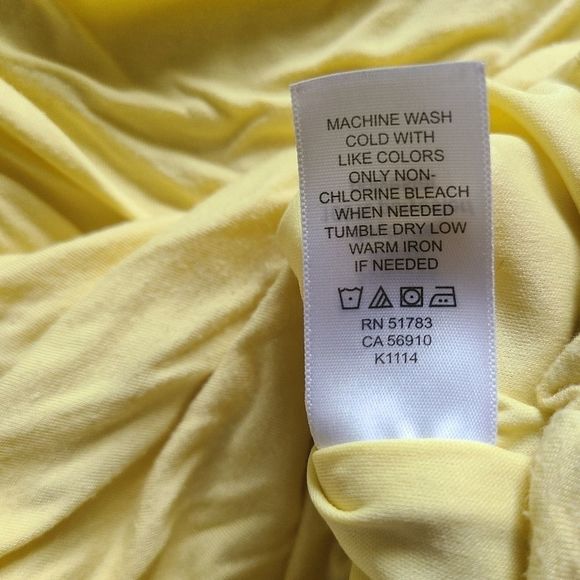 MACHINE WASH
COLD WITH
LIKE COLORS
ONLY NON-
CHLORINE BLEACH
WHEN NEEDED
TUMBLE DRY LOW
WARM IRON
IF NEEDED
RN 51783
CA 56910
K1114